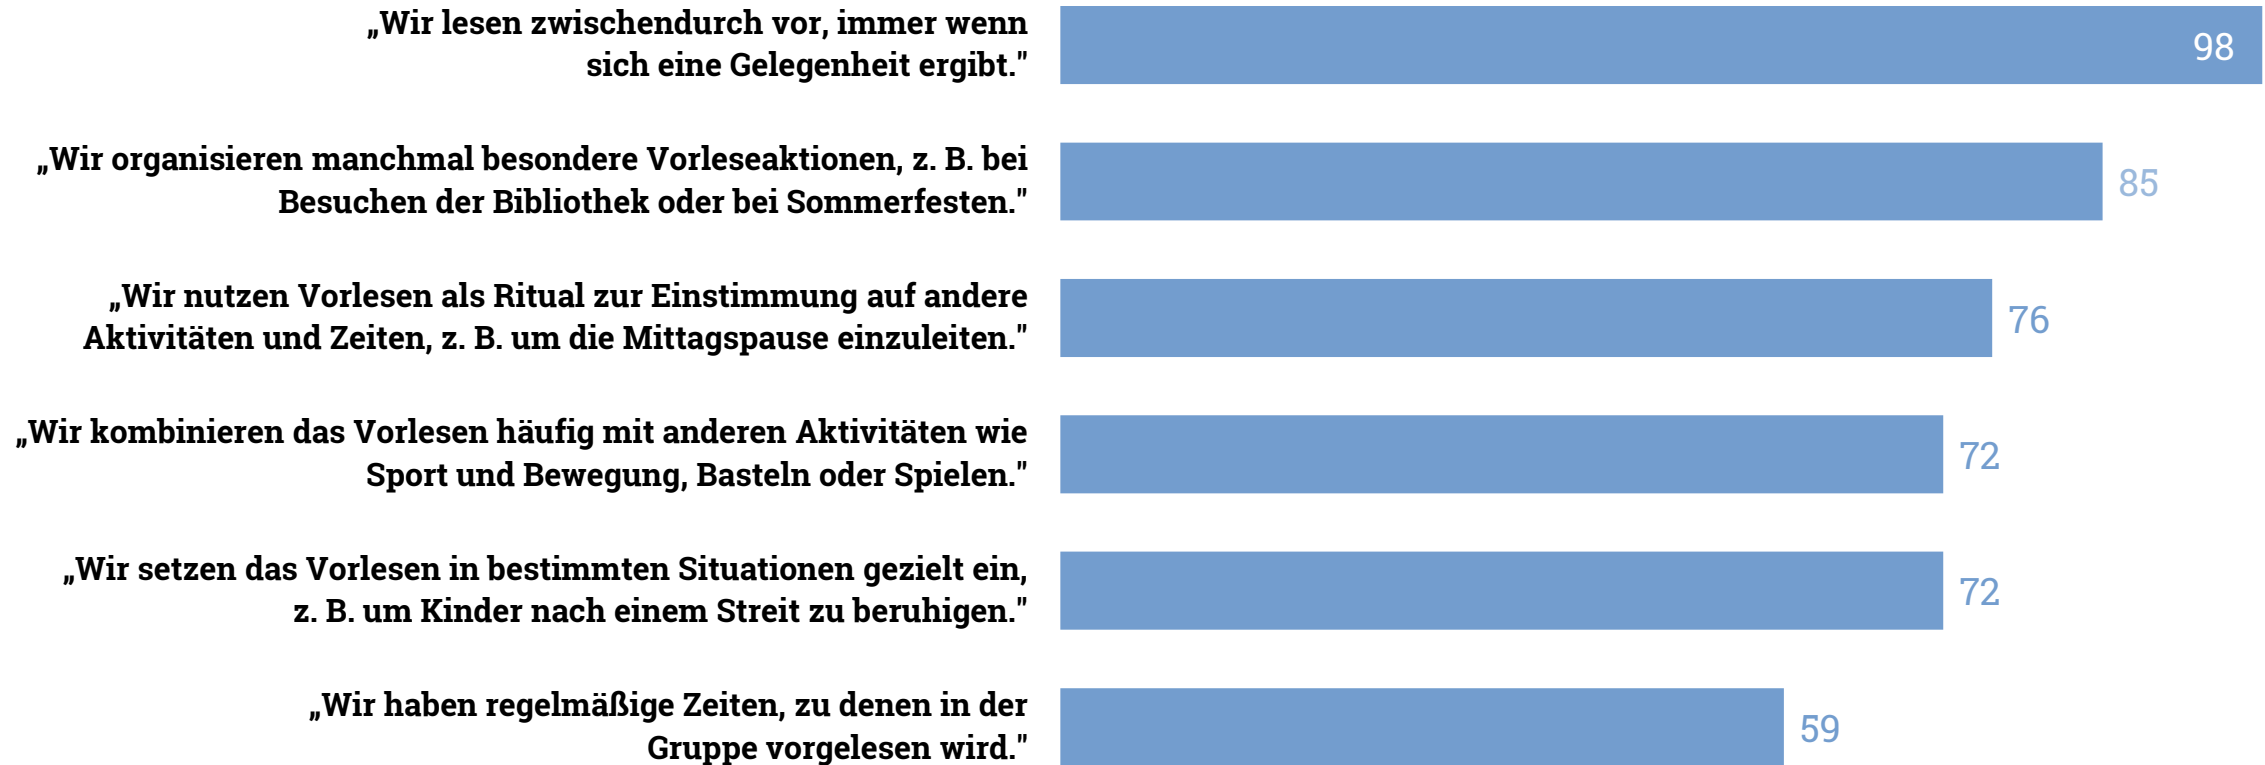 „Wir lesen zwischendurch vor, immer wenn
sich eine Gelegenheit ergibt."
98
„Wir organisieren manchmal besondere Vorleseaktionen, z. B. bei
Besuchen der Bibliothek oder bei Sommerfesten."
85
„Wir nutzen Vorlesen als Ritual zur Einstimmung auf andere
Aktivitäten und Zeiten, z. B. um die Mittagspause einzuleiten."
76
„Wir kombinieren das Vorlesen häufig mit anderen Aktivitäten wie
Sport und Bewegung, Basteln oder Spielen."
72
„Wir setzen das Vorlesen in bestimmten Situationen gezielt ein,
z. B. um Kinder nach einem Streit zu beruhigen."
72
„Wir haben regelmäßige Zeiten, zu denen in der
Gruppe vorgelesen wird."
59